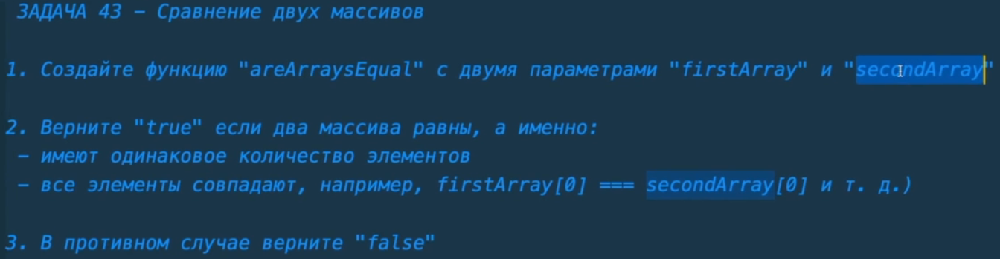 ЗАДАЧА 43 – Сравнение двух массивов
1. Создайте функцию "areArraysEqual" с двумя параметрами "firstArray" и "secondArray"
2. Верните "true" если два массива равны, а именно:
– имеют одинаковое количество элементов
– все элементы совпадают, например, firstArray[0] === secondArray[0] и т. д.)
3. В противном случае верните "false"